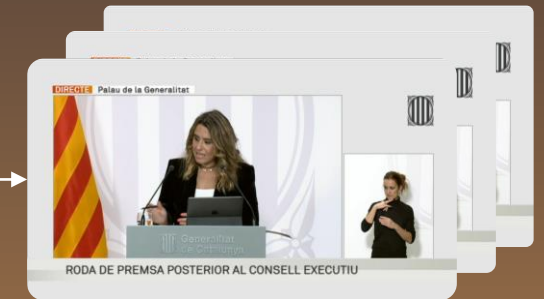 DIRECTE Palau de la Generalitat
Generalitat
de Catalunya
RODA DE PREMSA POSTERIOR AL CONSELL EXECUTIU